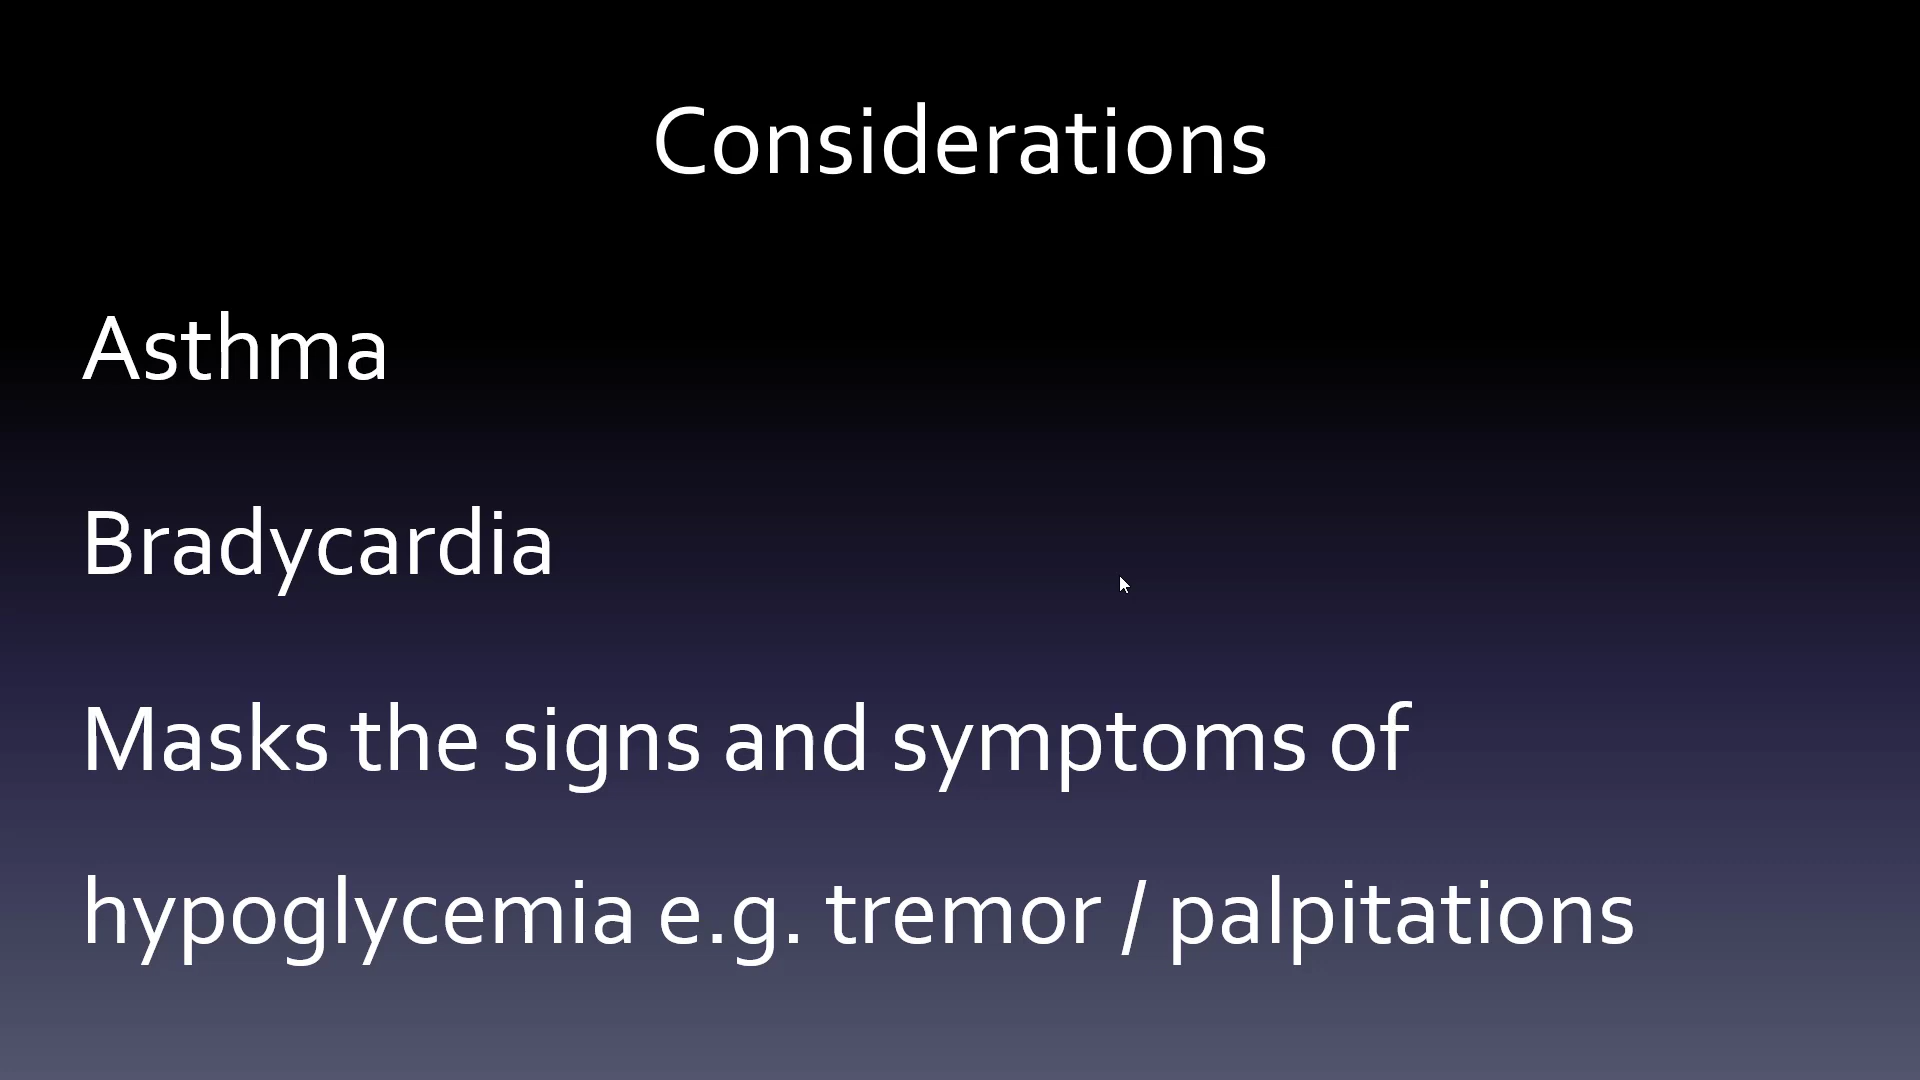 Considerations
Asthma
Bradycardia
Masks the signs and symptoms of
hypoglycemia e.g. tremor / palpitations